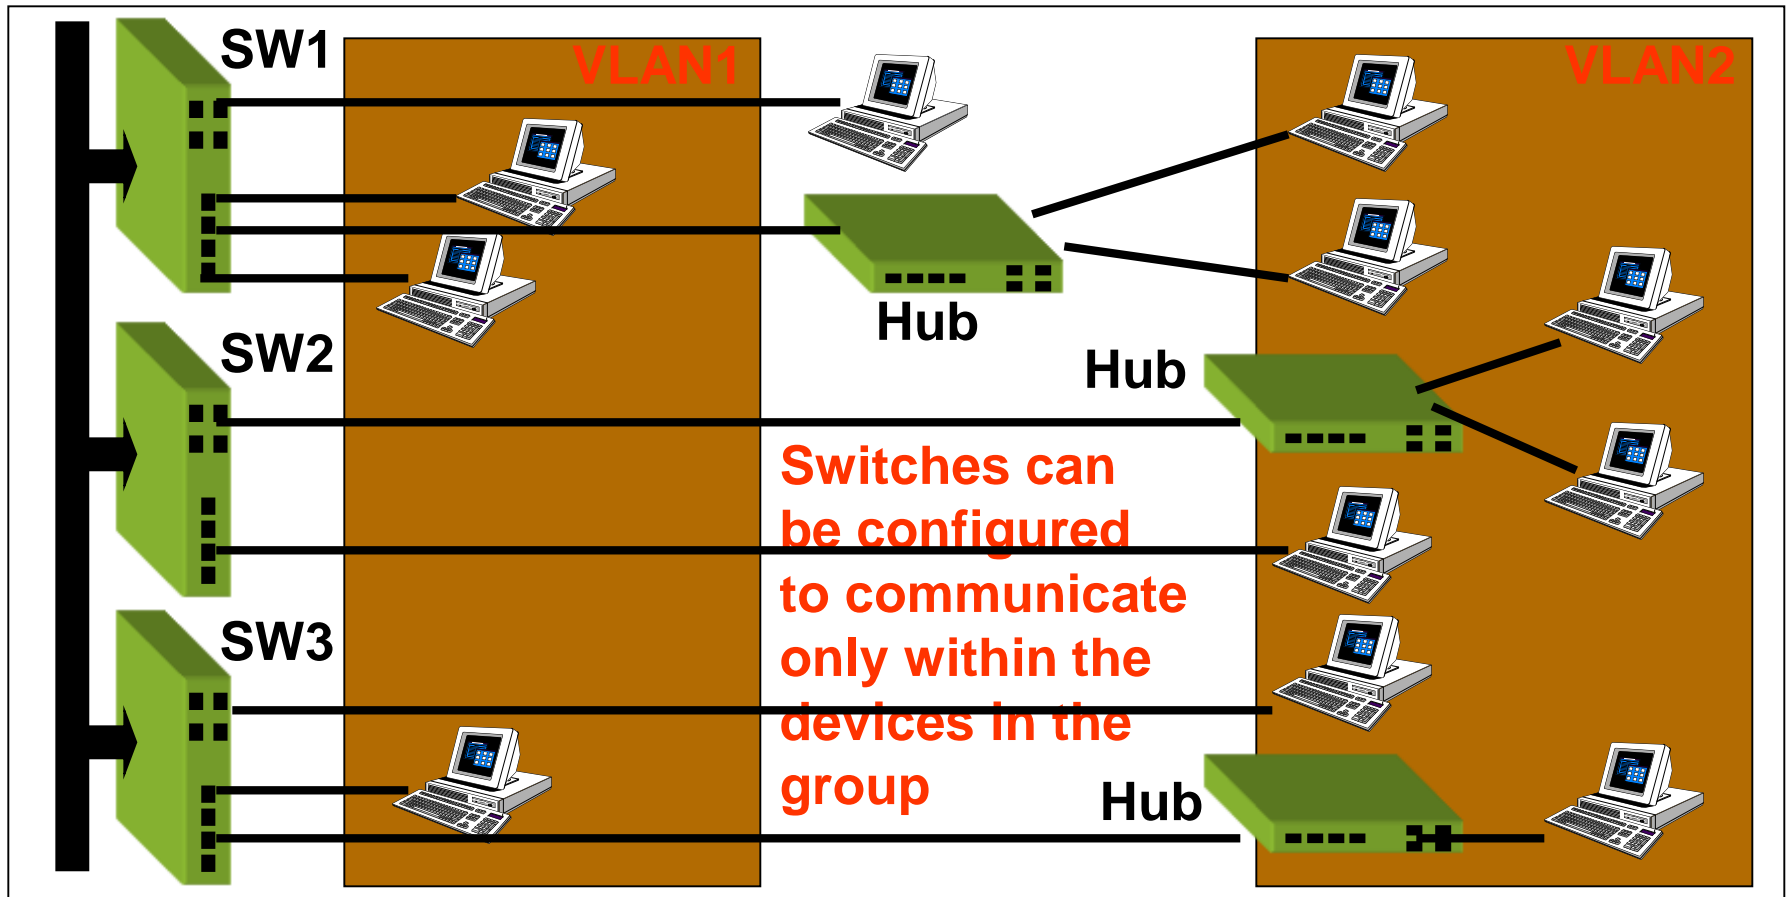 SW1
VLAN1
VLAN2
Hub
SW2
Hub
Switches can
be configured
to communicate
only within the
devices in the
group
SW3
Hub